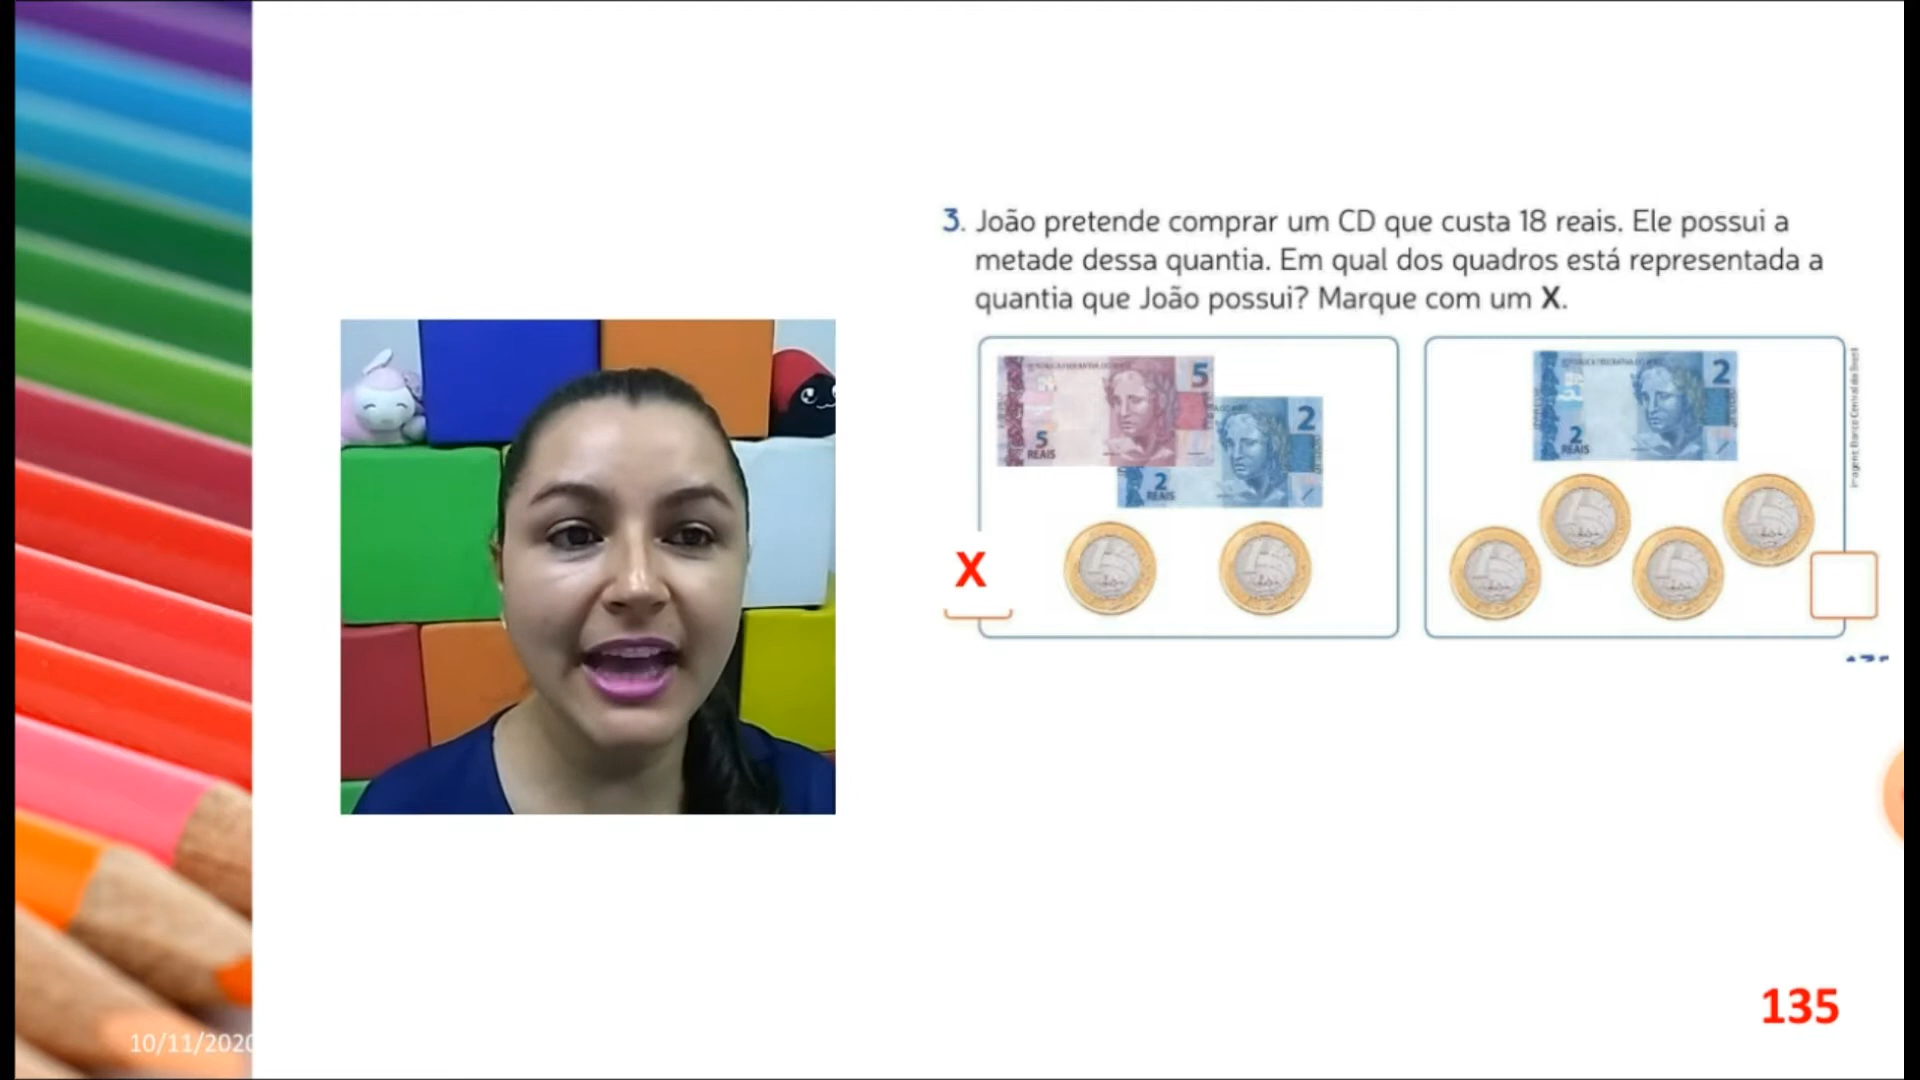 3. João pretende comprar um CD que custa 18 reais. Ele possui a
metade dessa quantia. Em qual dos quadros está representada a
quantia que João possui? Marque com um X.
5
5
REAIS
2
2
REAIS
2
2
REAIS
X
135
10/11/2020